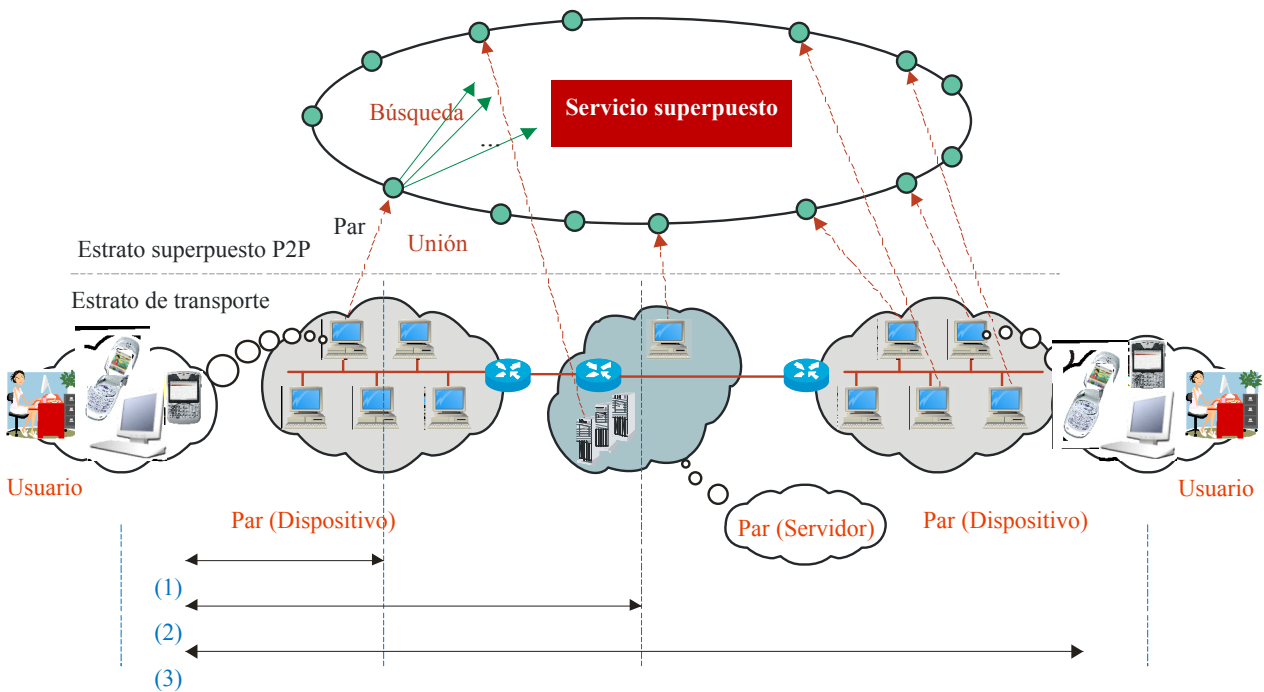 Búsqueda
Servicio superpuesto
...
Par
Unión
Estrato superpuesto P2P
Estrato de transporte
Usuario
Usuario
Par (Dispositivo)
Par (Servidor)
Par (Dispositivo)
(1)
(2)
(3)